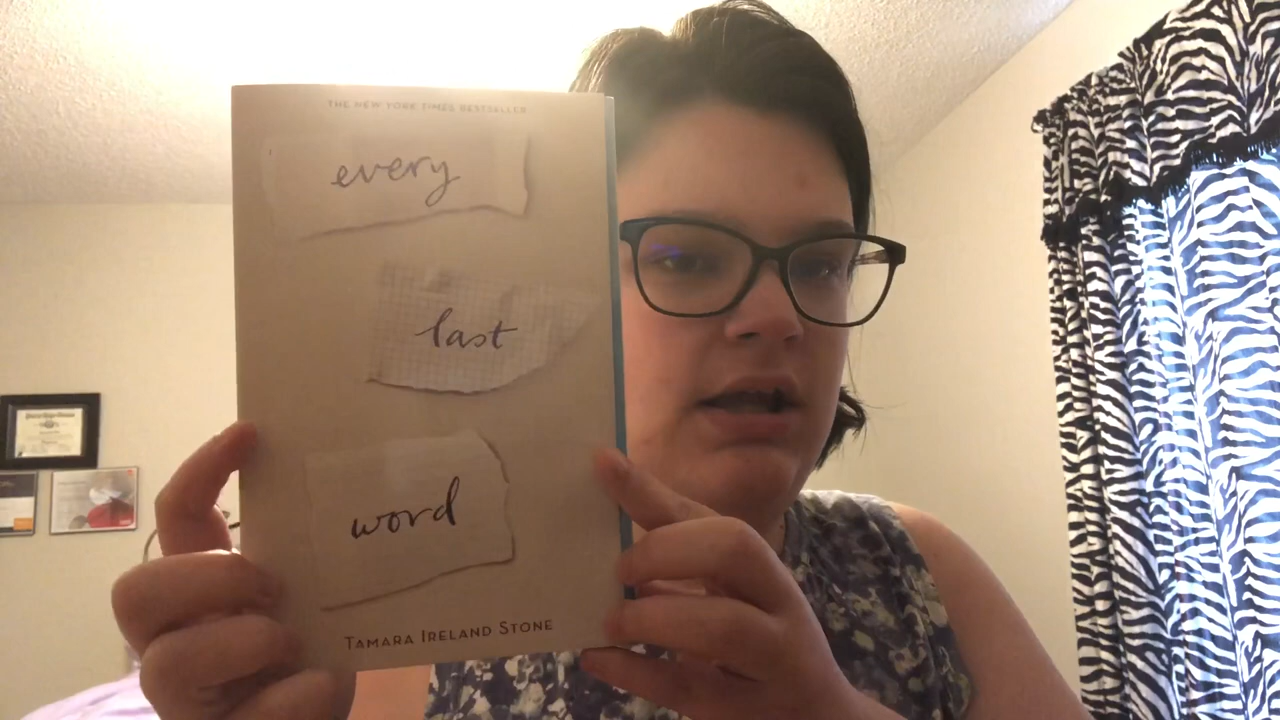 THE NEW YORK TIMES BESTSELLER
every
last
word
TAMARA IRELAND STONE